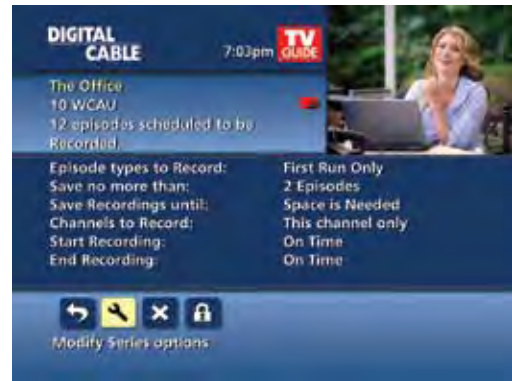 DIGITAL
CABLE
7:03pm
TV
GUIDE
The Office
10 WCAU
12 episodes scheduled to be
Recorded.
Episode types to Record: First Run Only
Save no more than: 2 Episodes
Save Recordings until: Space is Needed
Channels to Record: This channel only
Start Recording: On Time
End Recording: On Time
Modify Series options